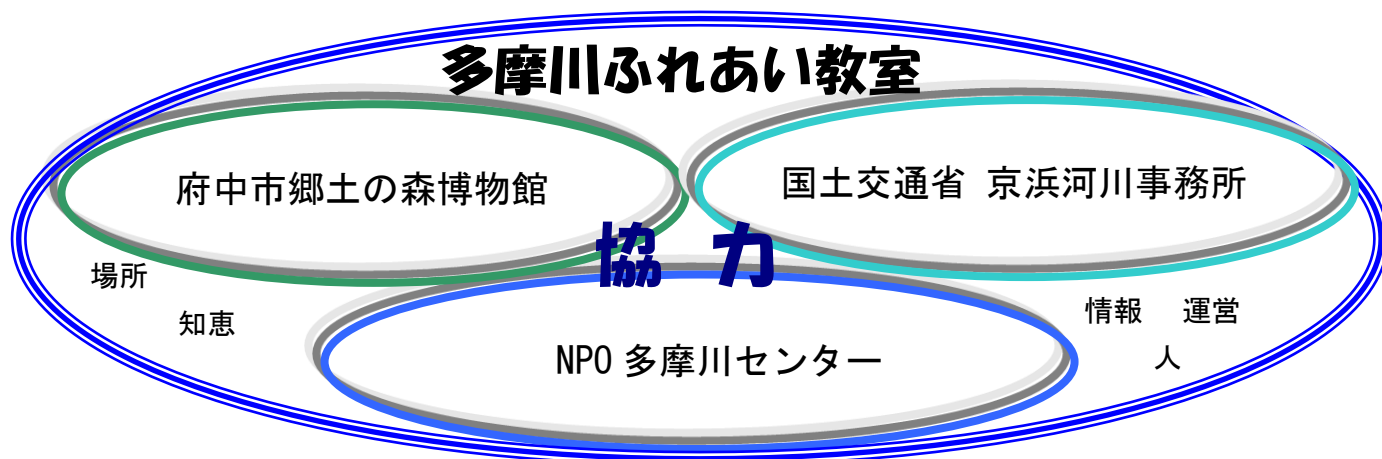 多摩川ふれあい教室
府中市郷土の森博物館
国土交通省 京浜河川事務所
協 力
場所
知恵
情報 運営
人
NPO 多摩川センター